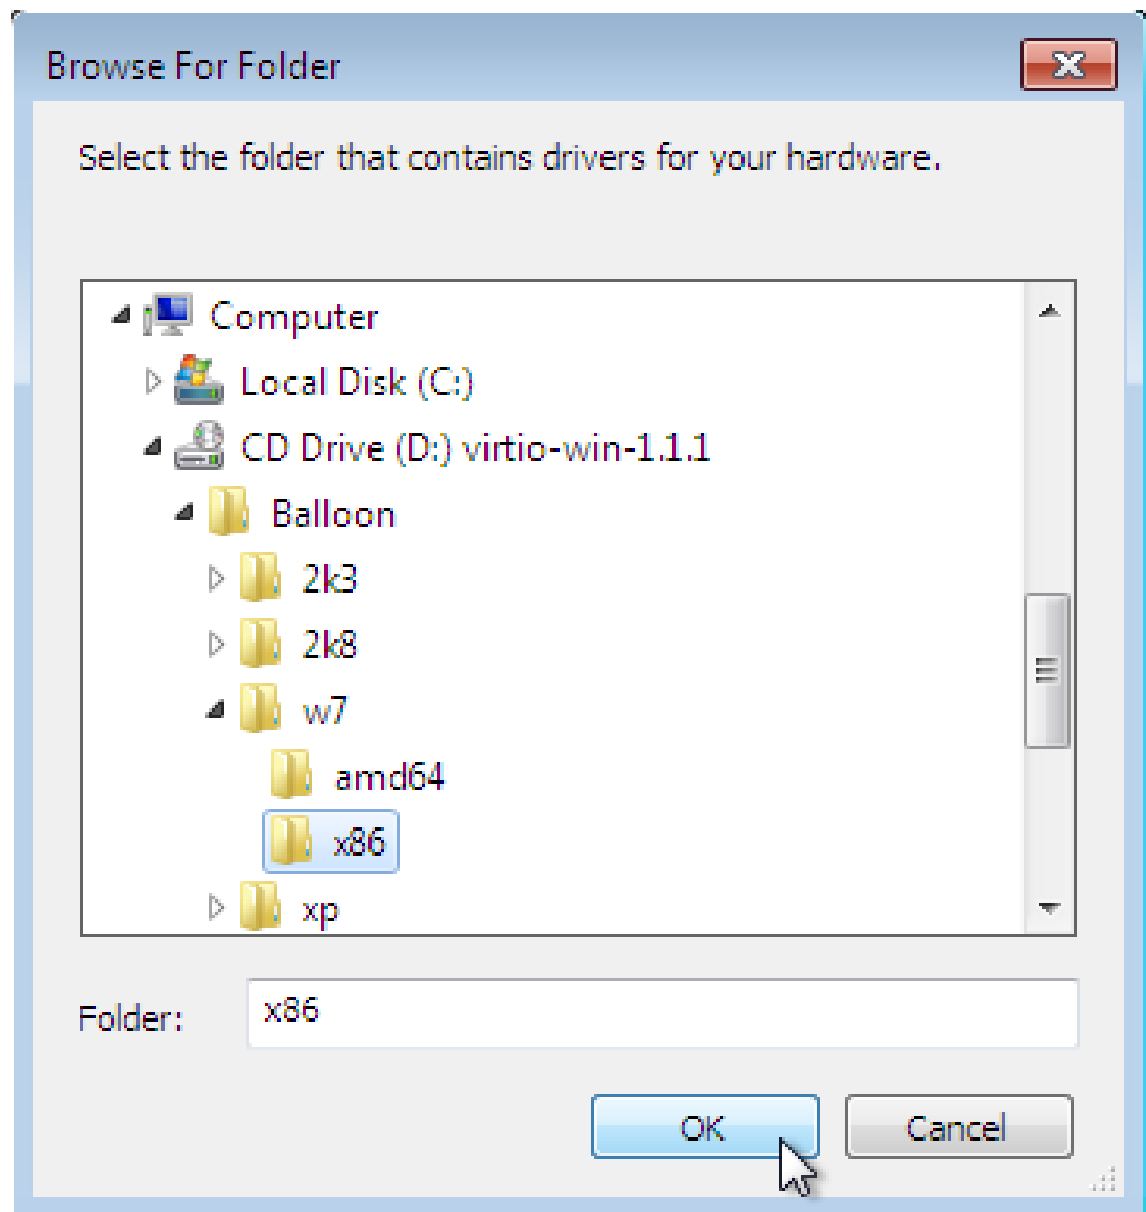 Browse For Folder
Select the folder that contains drivers for your hardware.
Computer
Local Disk (C:)
CD Drive (D:) virtio-win-1.1.1
Balloon
2k3
2k8
w7
amd64
x86
xp
Folder: x86
OK Cancel